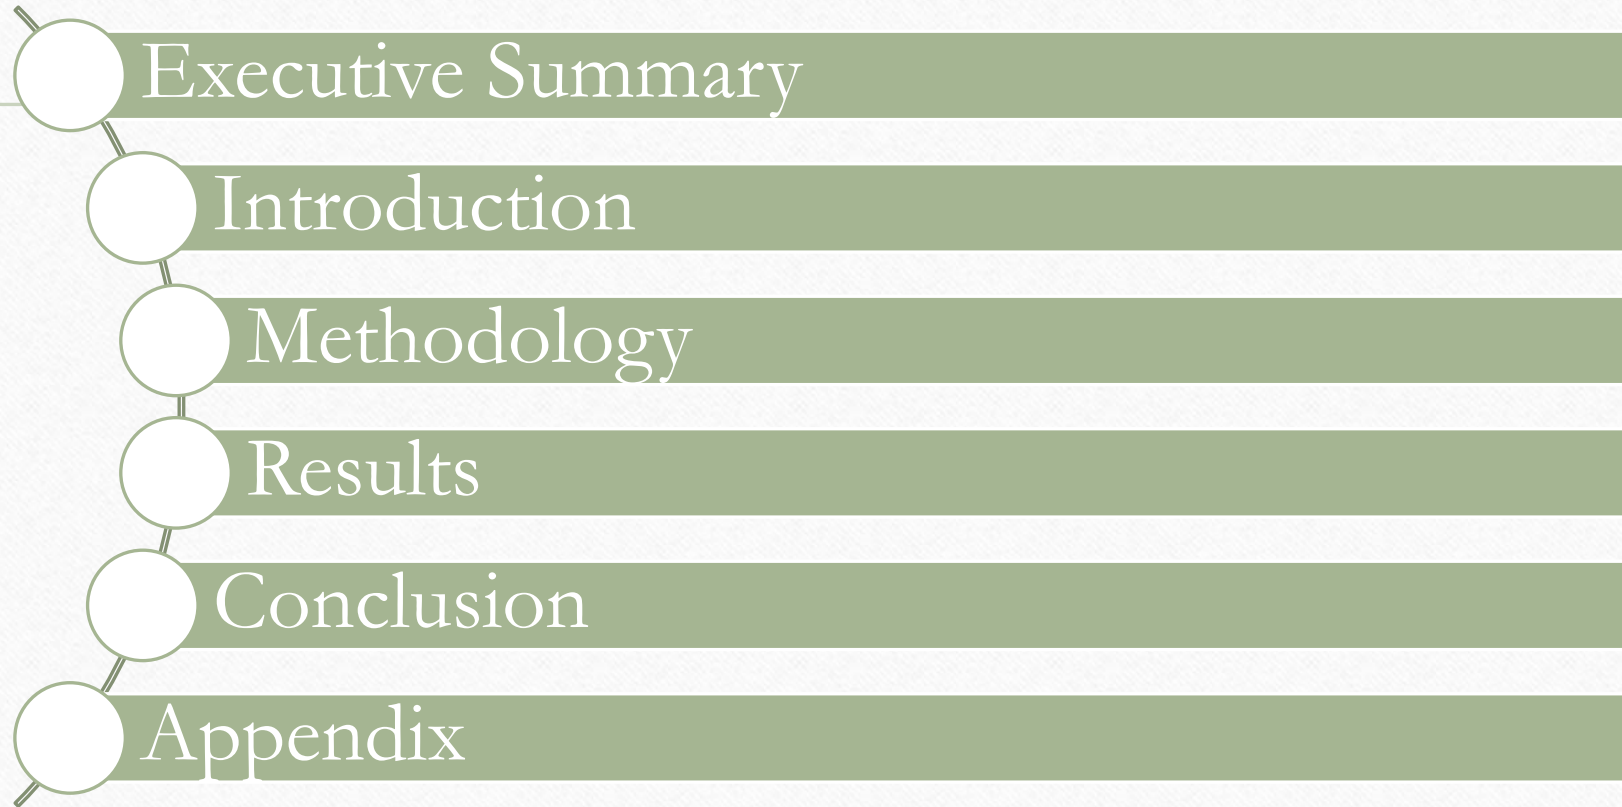 Executive Summary
Introduction
Methodology
Results
Conclusion
Appendix